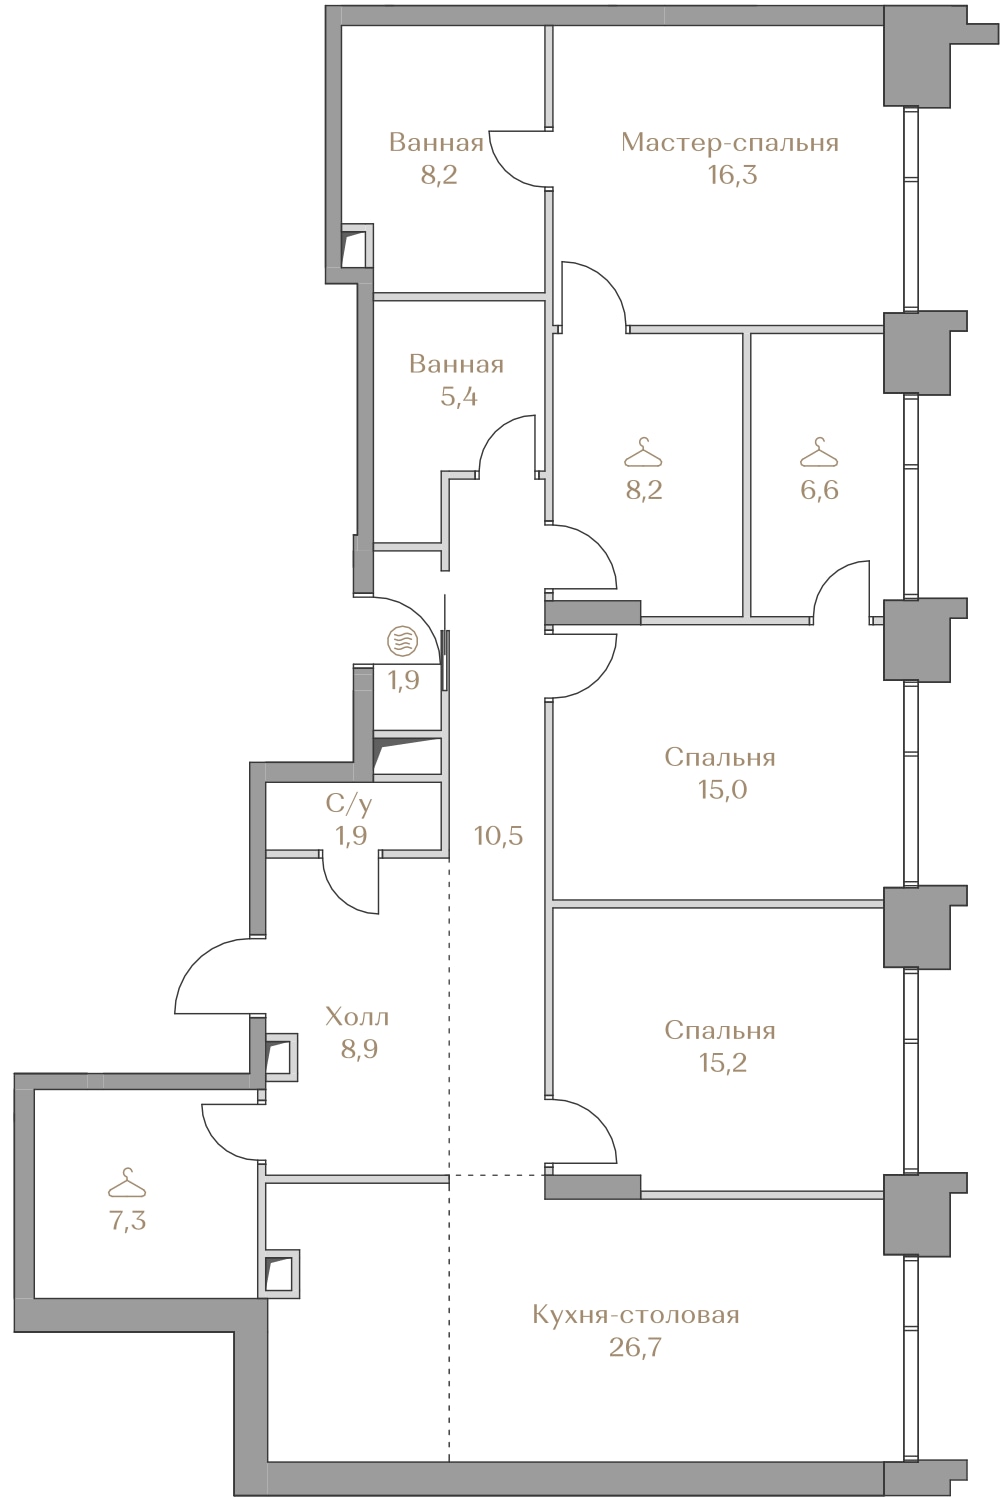 Ванная
8,2
Мастер-спальня
16,3
Ванная
5,4
8,2
6,6
1,9
Спальня
15,0
С/у
1,9
10,5
Холл
8,9
Спальня
15,2
7,3
Кухня-столовая
26,7